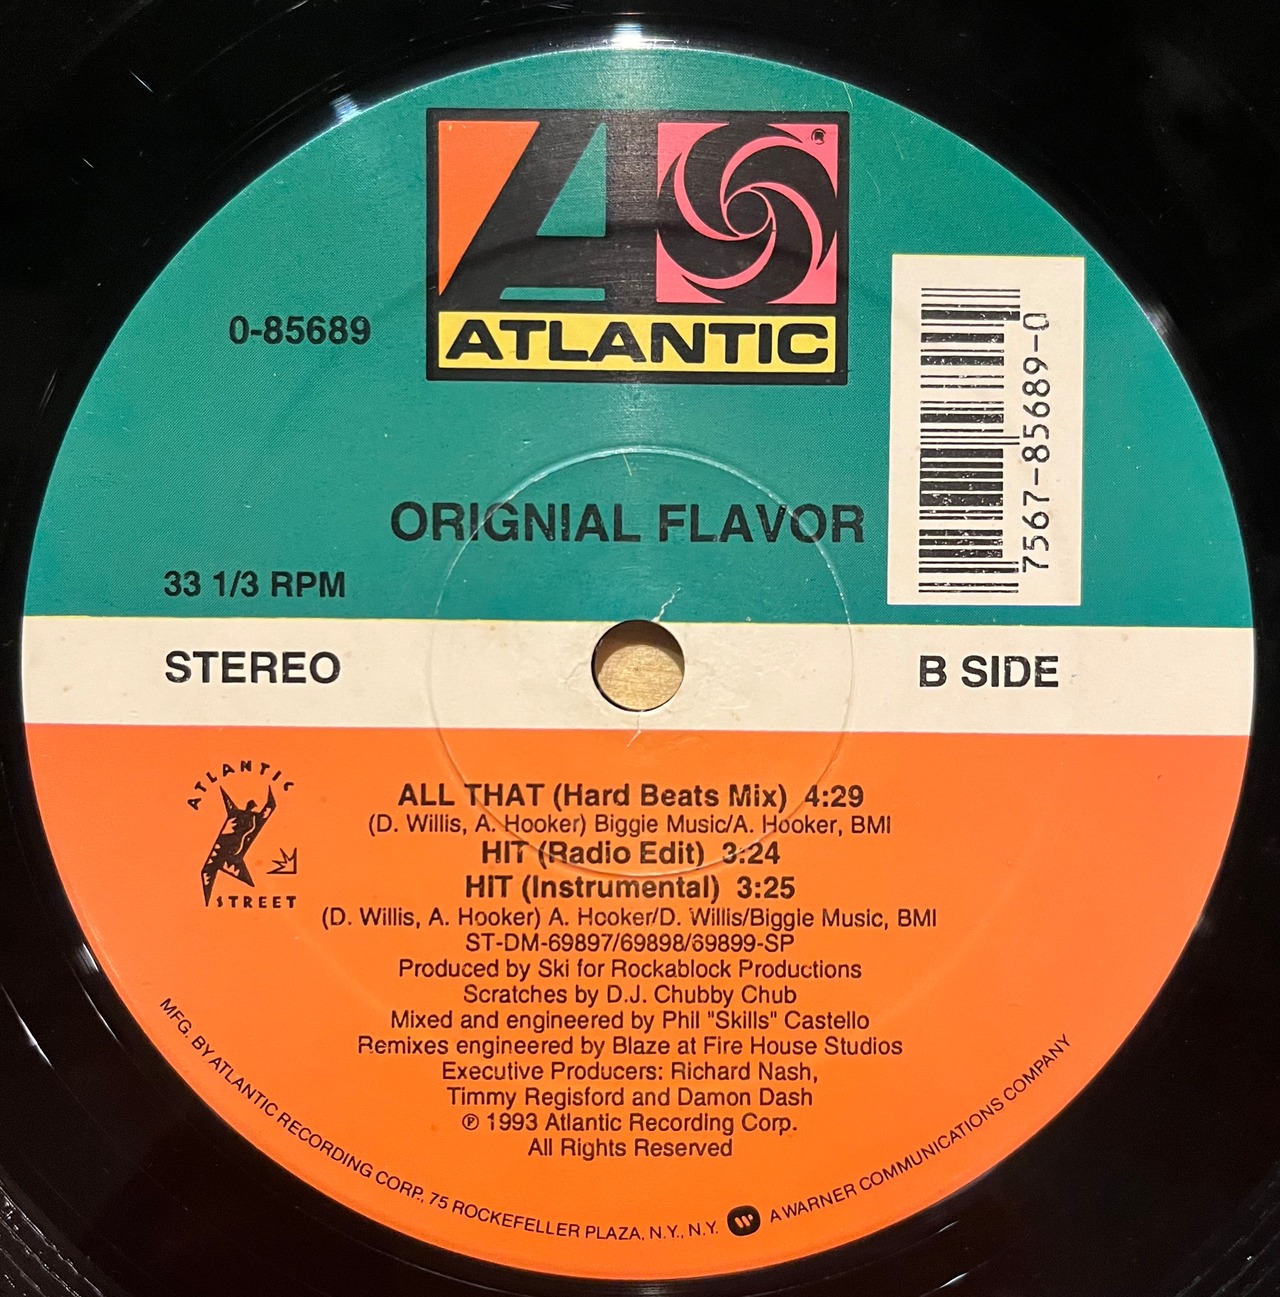 ATLANTIC
®
0-85689
7567-85689-0
ORIGNIAL FLAVOR
33 1/3 RPM
STEREO
B SIDE
ATLANTIC
STREET
ALL THAT (Hard Beats Mix) 4:29
(D. Willis, A. Hooker) Biggie Music/A. Hooker, BMI
HIT (Radio Edit) 3:24
HIT (Instrumental) 3:25
(D. Willis, A. Hooker) A. Hooker/D. Willis/Biggie Music, BMI
ST-DM-69897/69898/69899-SP
Produced by Ski for Rockablock Productions
Scratches by D.J. Chubby Chub
Mixed and engineered by Phil "Skills" Castello
Remixes engineered by Blaze at Fire House Studios
Executive Producers: Richard Nash,
Timmy Regisford and Damon Dash
℗ 1993 Atlantic Recording Corp.
All Rights Reserved
MFG. BY ATLANTIC RECORDING CORP., 75 ROCKEFELLER PLAZA, N.Y., N.Y. A WARNER COMMUNICATIONS COMPANY